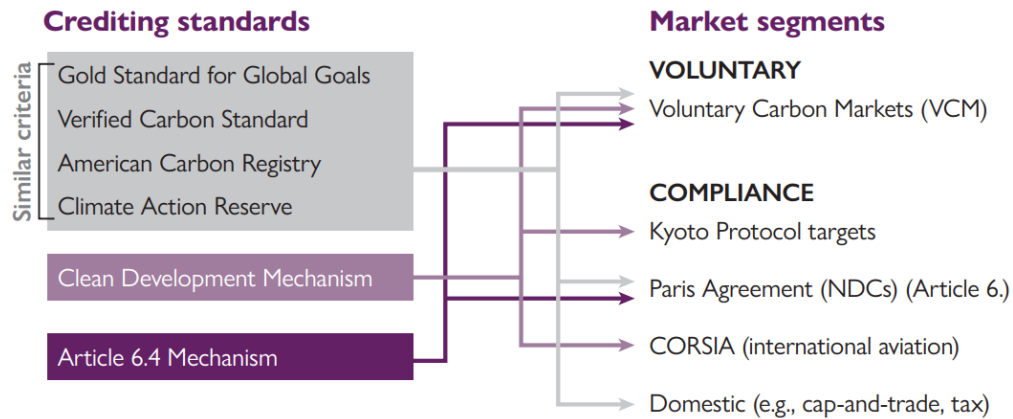 Crediting standards
Similar criteria
Gold Standard for Global Goals
Verified Carbon Standard
American Carbon Registry
Climate Action Reserve
Clean Development Mechanism
Article 6.4 Mechanism
Market segments
VOLUNTARY
Voluntary Carbon Markets (VCM)
COMPLIANCE
Kyoto Protocol targets
Paris Agreement (NDCs) (Article 6.)
CORSIA (international aviation)
Domestic (e.g., cap-and-trade, tax)